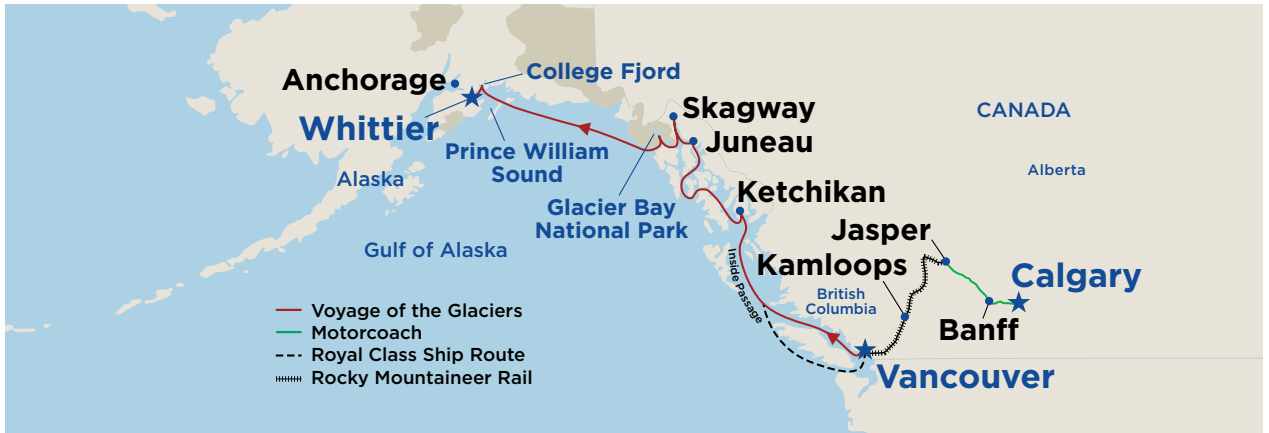 Anchorage
College Fjord
Whittier
Prince William
Sound
Alaska
Gulf of Alaska
Glacier Bay
National Park
Skagway
Juneau
Ketchikan
CANADA
Alberta
Inside Passage
Jasper
Kamloops
British
Columbia
Calgary
Banff
Vancouver
Voyage of the Glaciers
Motorcoach
Royal Class Ship Route
Rocky Mountaineer Rail